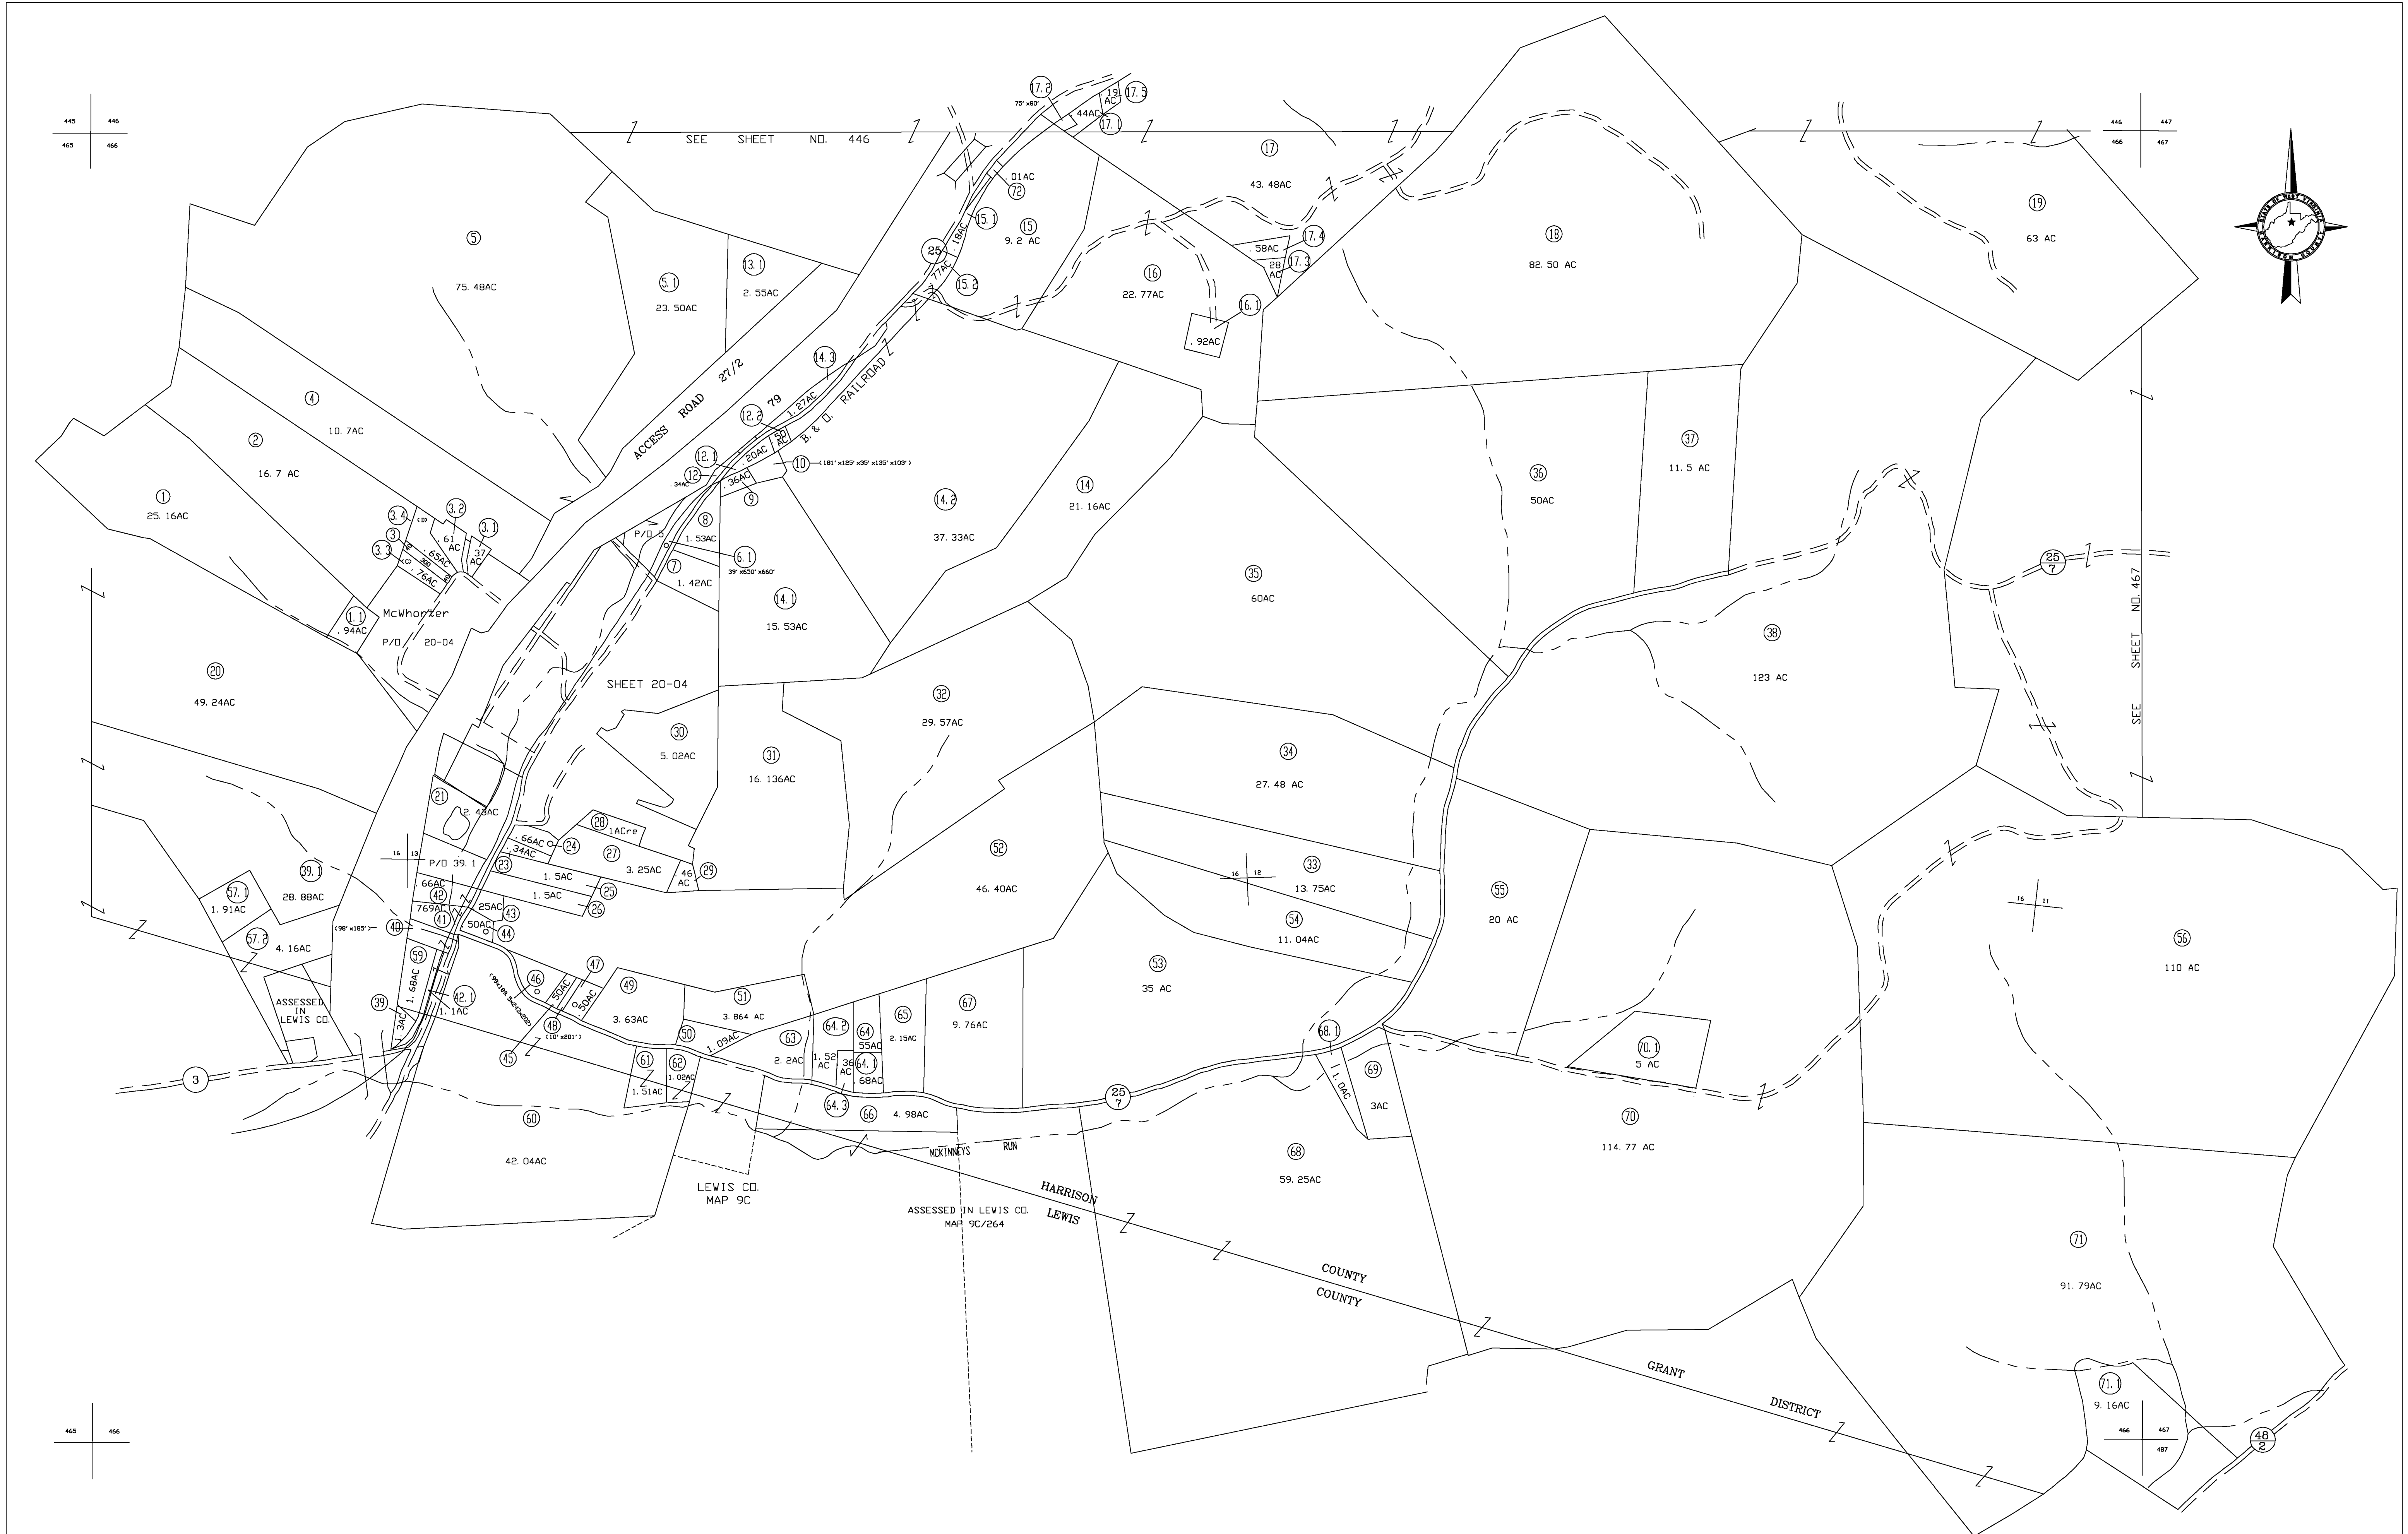 445 446
465 466
SEE SHEET NO. 446
446 447
466 467
STATE OF WEST VIRGINIA
17.2
75'x80'
.19
AC
17.5
44AC
17.1
17
43.48AC
5
75.48AC
5.1
23.50AC
13.1
2.55AC
.01AC
72
15.1
.18AC
25
77AC
15.2
15
9.2 AC
16
22.77AC
.58AC
17.4
28
AC
17.3
16.1
.92AC
18
82.50 AC
19
63 AC
4
10.7AC
2
16.7 AC
1
25.16AC
ACCESS ROAD 27/2
79
14.3
1.27AC
B. & O. RAILROAD
12.2
.50
AC
12.1
.20AC
12
.34AC
.36AC
9
10
(181'x125'x35'x135'x103')
3.4
(D)
3.2
61
AC
3.1
37
AC
3
.65AC
300
3.3
(D)
.76AC
1.1
.94AC
McWhorter
P/O 20-04
8
1.53AC
P/O 5
6.1
39'x650'x660'
7
1.42AC
14.1
15.53AC
14.2
37.33AC
14
21.16AC
36
50AC
37
11.5 AC
35
60AC
25
7
38
123 AC
SEE SHEET NO. 467
20
49.24AC
SHEET 20-04
30
5.02AC
31
16.136AC
32
29.57AC
34
27.48 AC
21
2.43AC
28
1Acre
.66AC
24
.34AC
23
27
3.25AC
46
AC
29
1.5AC
25
1.5AC
26
16 13
P/O 39.1
.66AC
42
769AC
41
25AC
43
50AC
44
(98'x185')
40
39.1
28.88AC
57.1
1.91AC
57.2
4.16AC
ASSESSED
IN
LEWIS CO.
59
1.68AC
39
1.3AC
42.1
1.1AC
52
46.40AC
33
13.75AC
16 12
54
11.04AC
55
20 AC
16 11
56
110 AC
46
.50AC
47
.50AC
48
(10'x201')
45
49
3.63AC
51
3.864 AC
50
1.09AC
63
2.2AC
64.2
1.52
AC
64
55AC
36
AC
64.1
.68AC
64.3
65
2.15AC
67
9.76AC
53
35 AC
61
1.51AC
62
1.02AC
66
4.98AC
25
7
68.1
1.0AC
69
3AC
70.1
5 AC
70
114.77 AC
3
60
42.04AC
MCKINNEYS RUN
LEWIS CO.
MAP 9C
ASSESSED IN LEWIS CO.
MAP 9C/264
68
59.25AC
HARRISON COUNTY
LEWIS COUNTY
GRANT DISTRICT
71
91.79AC
71.1
9.16AC
466 467
487
48
2
465 466